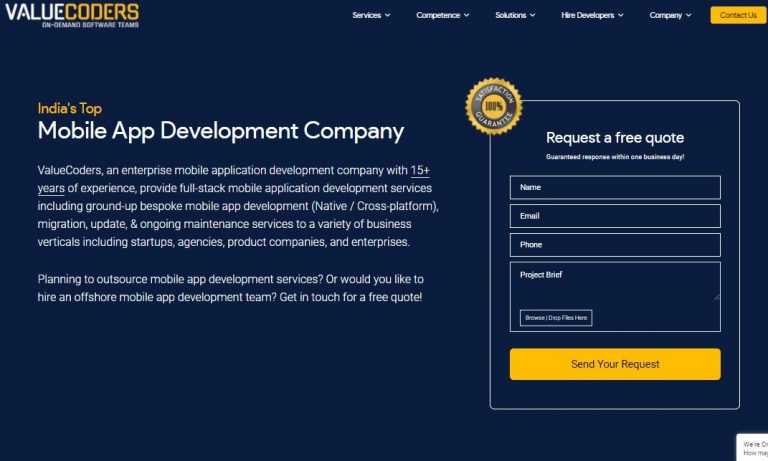 VALUECODERS
ON-DEMAND SOFTWARE TEAMS
Services
Competence
Solutions
Hire Developers
Company
Contact Us
India's Top
Mobile App Development Company
ValueCoders, an enterprise mobile application development company with 15+
years of experience, provide full-stack mobile application development services
including ground-up bespoke mobile app development (Native / Cross-platform),
migration, update, & ongoing maintenance services to a variety of business
verticals including startups, agencies, product companies, and enterprises.
Planning to outsource mobile app development services? Or would you like to
hire an offshore mobile app development team? Get in touch for a free quote!
SATISFACTION
100%
GUARANTEE
Request a free quote
Guaranteed response within one business day!
Name
Email
Phone
Project Brief
Browse | Drop Files Here
Send Your Request
We're
How may